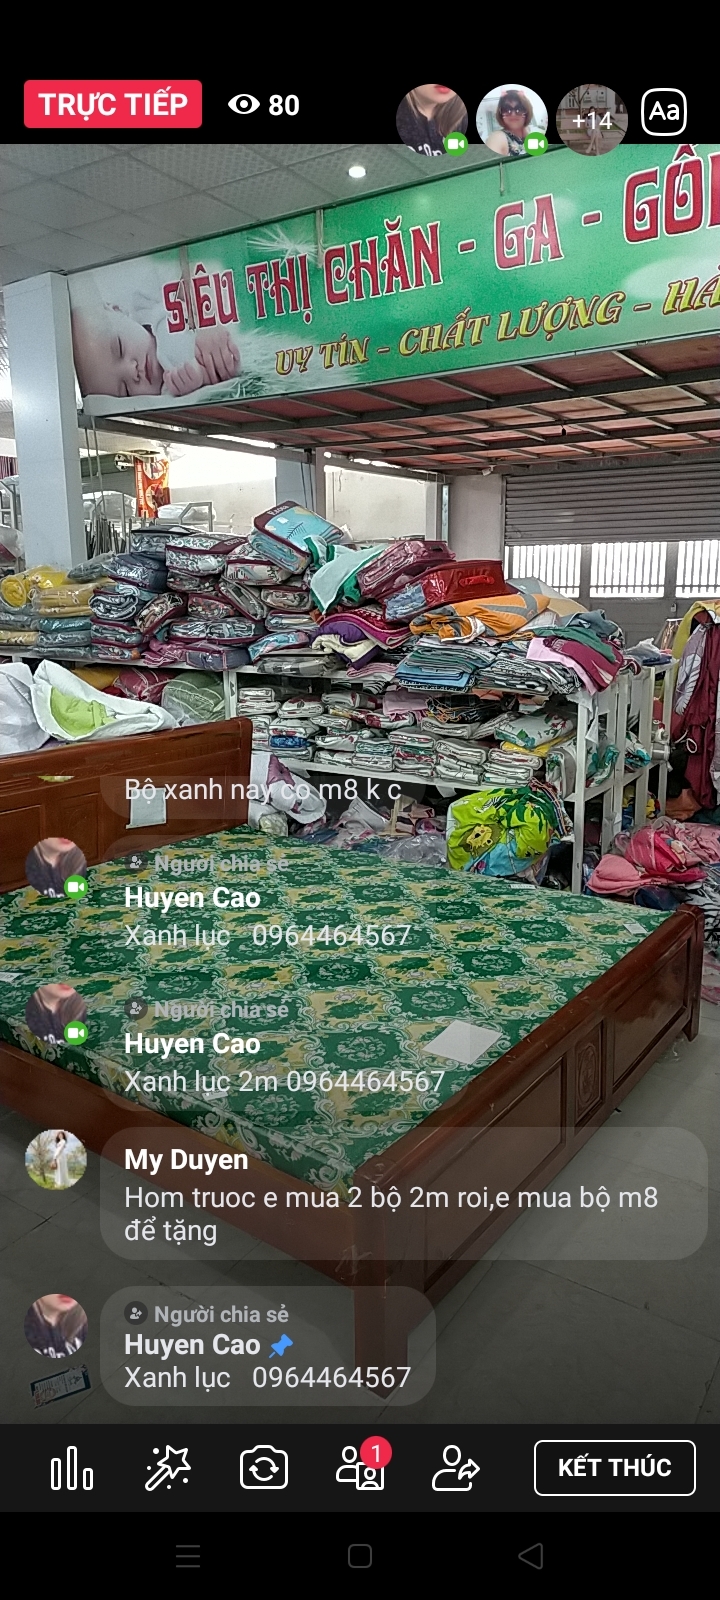 TRỰC TIẾP
80
+14
Aa
SIÊU THỊ CHĂN - GA - GỐI
UY TÍN - CHẤT LƯỢNG -
Bộ xanh nay co m8 k c
Người chia sẻ
Huyen Cao
Xanh lục 0964464567
Người chia sẻ
Huyen Cao
Xanh lục 2m 0964464567
My Duyen
Hom truoc e mua 2 bộ 2m roi,e mua bộ m8
để tặng
Người chia sẻ
Huyen Cao
Xanh lục 0964464567
1
KẾT THÚC